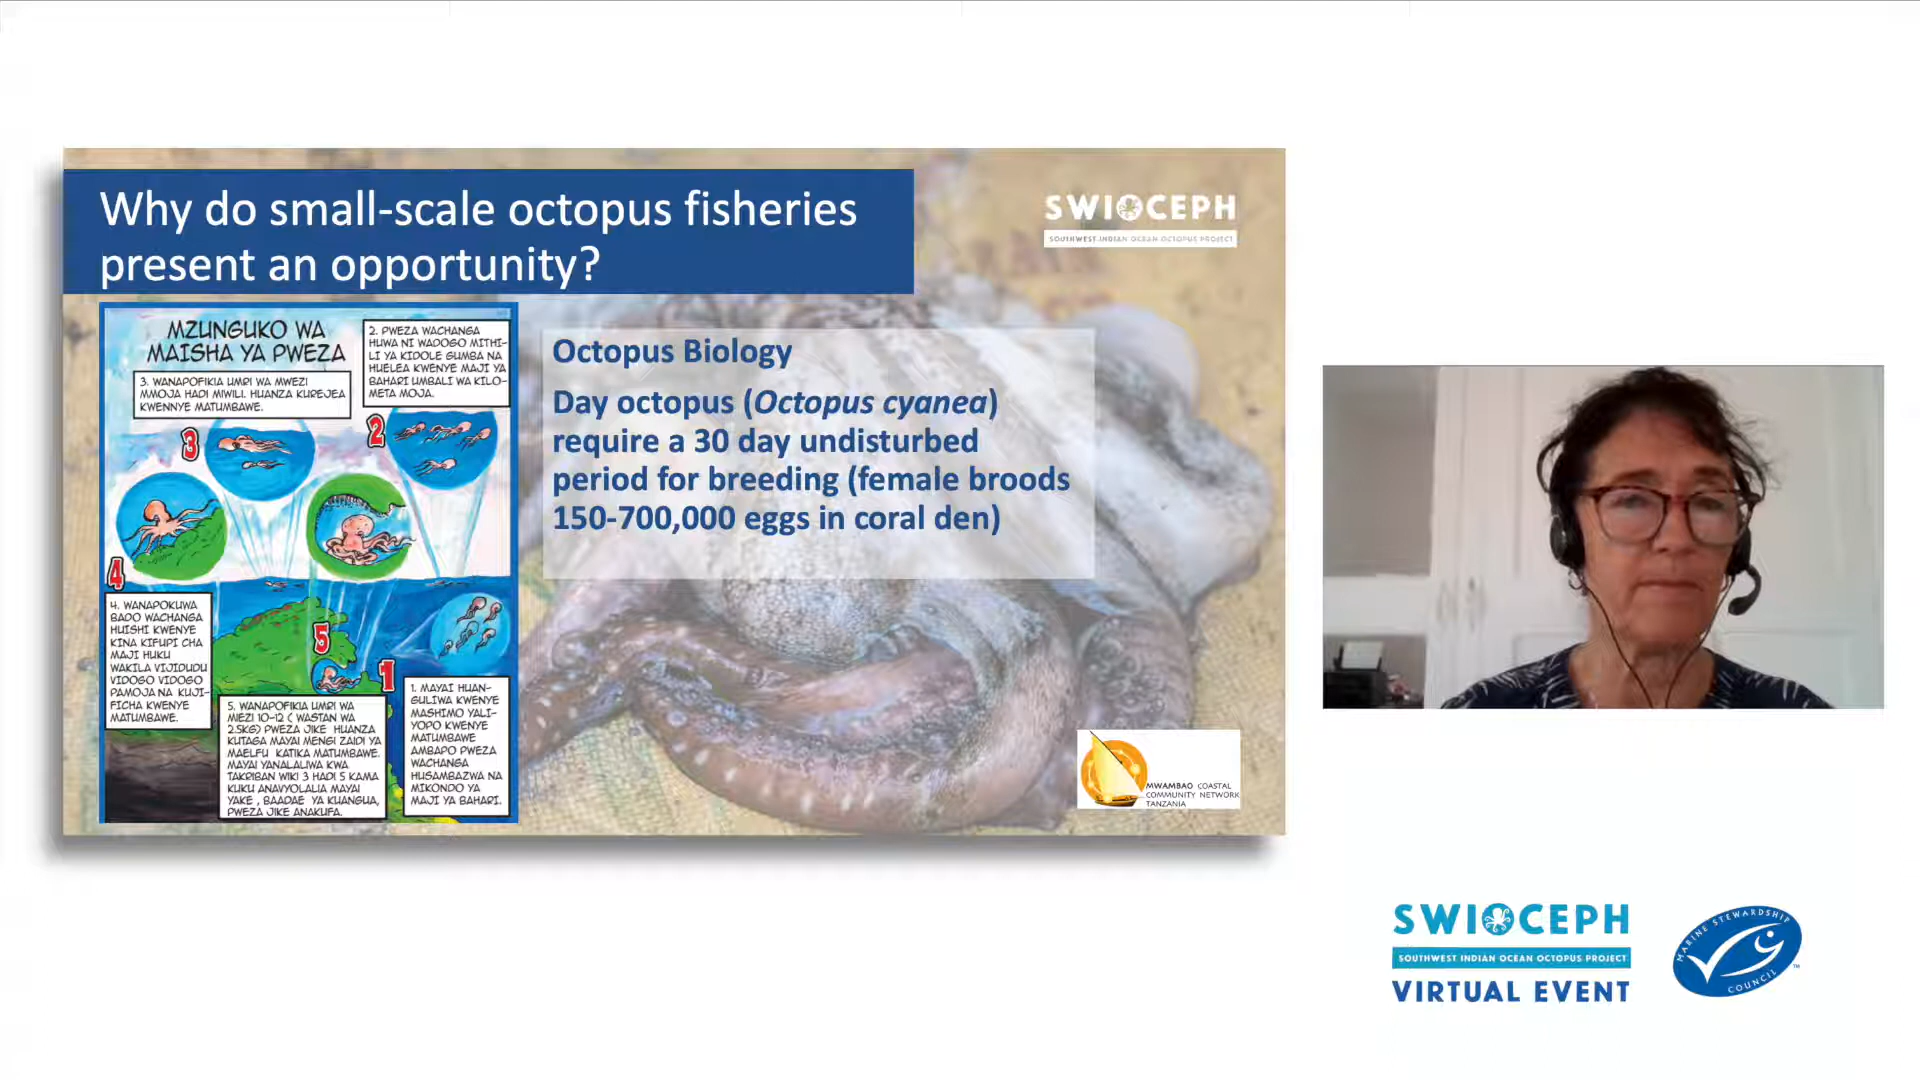 Why do small-scale octopus fisheries
present an opportunity?
SWIOCEPH
SOUTHWEST INDIAN OCEAN OCTOPUS PROJECT
MZUNGUKO WA
MAISHA YA PWEZA
2. PWEZA WACHANGA
HUWA NI WADOGO MITHI-
LI YA KIDOLE GUMBA NA
HUELEA KWENYE MAJI YA
BAHARI UMBALI WA KILO-
META MOJA.
3. WANAPOFIKIA UMRI WA MWEZI
MMOJA HADI MIWILI. HUANZA KUREJEA
KWENNYE MATUMBAWE.
3
2
4
4. WANAPOKUWA
BADO WACHANGA
HUISHI KWENYE
KINA KIFUPI CHA
MAJI HUKU
WAKILA VIJIDUDU
VIDOGO VIDOGO
PAMOJA NA KUJI-
FICHA KWENYE
MATUMBAWE.
5
5. WANAPOFIKIA UMRI WA
MIEZI 10-12 ( WASTAN WA
2.5KG) PWEZA JIKE HUANZA
KUTAGA MAYAI MENGI ZAIDI YA
MAELFU KATIKA MATUMBAWE.
MAYAI YANALALIWA KWA
TAKRIBAN WIKI 3 HADI 5 KAMA
KUKU ANAVYOLALIA MAYAI
YAKE , BAADAE YA KUANGUA,
PWEZA JIKE ANAKUFA.
1
1. MAYAI HUAN-
GULIWA KWENYE
MASHIMO YALI-
YOPO KWENYE
MATUMBAWE
AMBAPO PWEZA
WACHANGA
HUSAMBAZWA NA
MIKONDO YA
MAJI YA BAHARI.
Octopus Biology
Day octopus (Octopus cyanea)
require a 30 day undisturbed
period for breeding (female broods
150-700,000 eggs in coral den)
MWAMBAO COASTAL
COMMUNITY NETWORK
TANZANIA
SWIOCEPH
SOUTHWEST INDIAN OCEAN OCTOPUS PROJECT
VIRTUAL EVENT
MARINE STEWARDSHIP
COUNCIL
TM